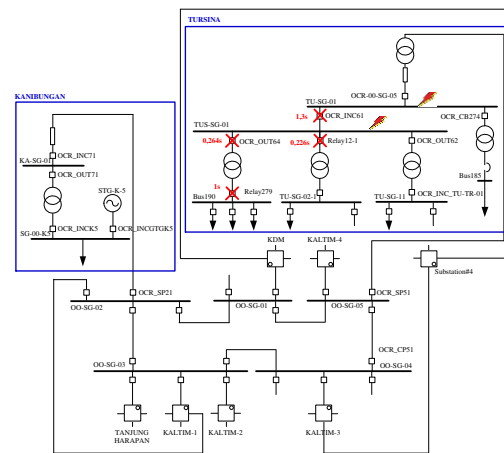 TURSINA
OCR-00-SG-05
TU-SG-01
1,3s
OCR_INC61
OCR_CB274
TUS-SG-01
0,264s
OCR_OUT64
0,226s
Relay12-1
OCR_OUT62
Bus185
1s
Bus190
Relay279
TU-SG-02-1
TU-SG-11
OCR_INC_TU-TR-01
KANIBUNGAN
OCR_INC71
KA-SG-01
OCR_OUT71
STG-K-5
OCR_INCK5
OCR_INCGTGK5
SG-00-K5
KDM
KALTIM-4
Substation#4
OCR_SP21
OO-SG-02
OO-SG-01
OO-SG-05
OCR_SP51
OCR_CP51
OO-SG-03
OO-SG-04
TANJUNG
HARAPAN
KALTIM-1
KALTIM-2
KALTIM-3